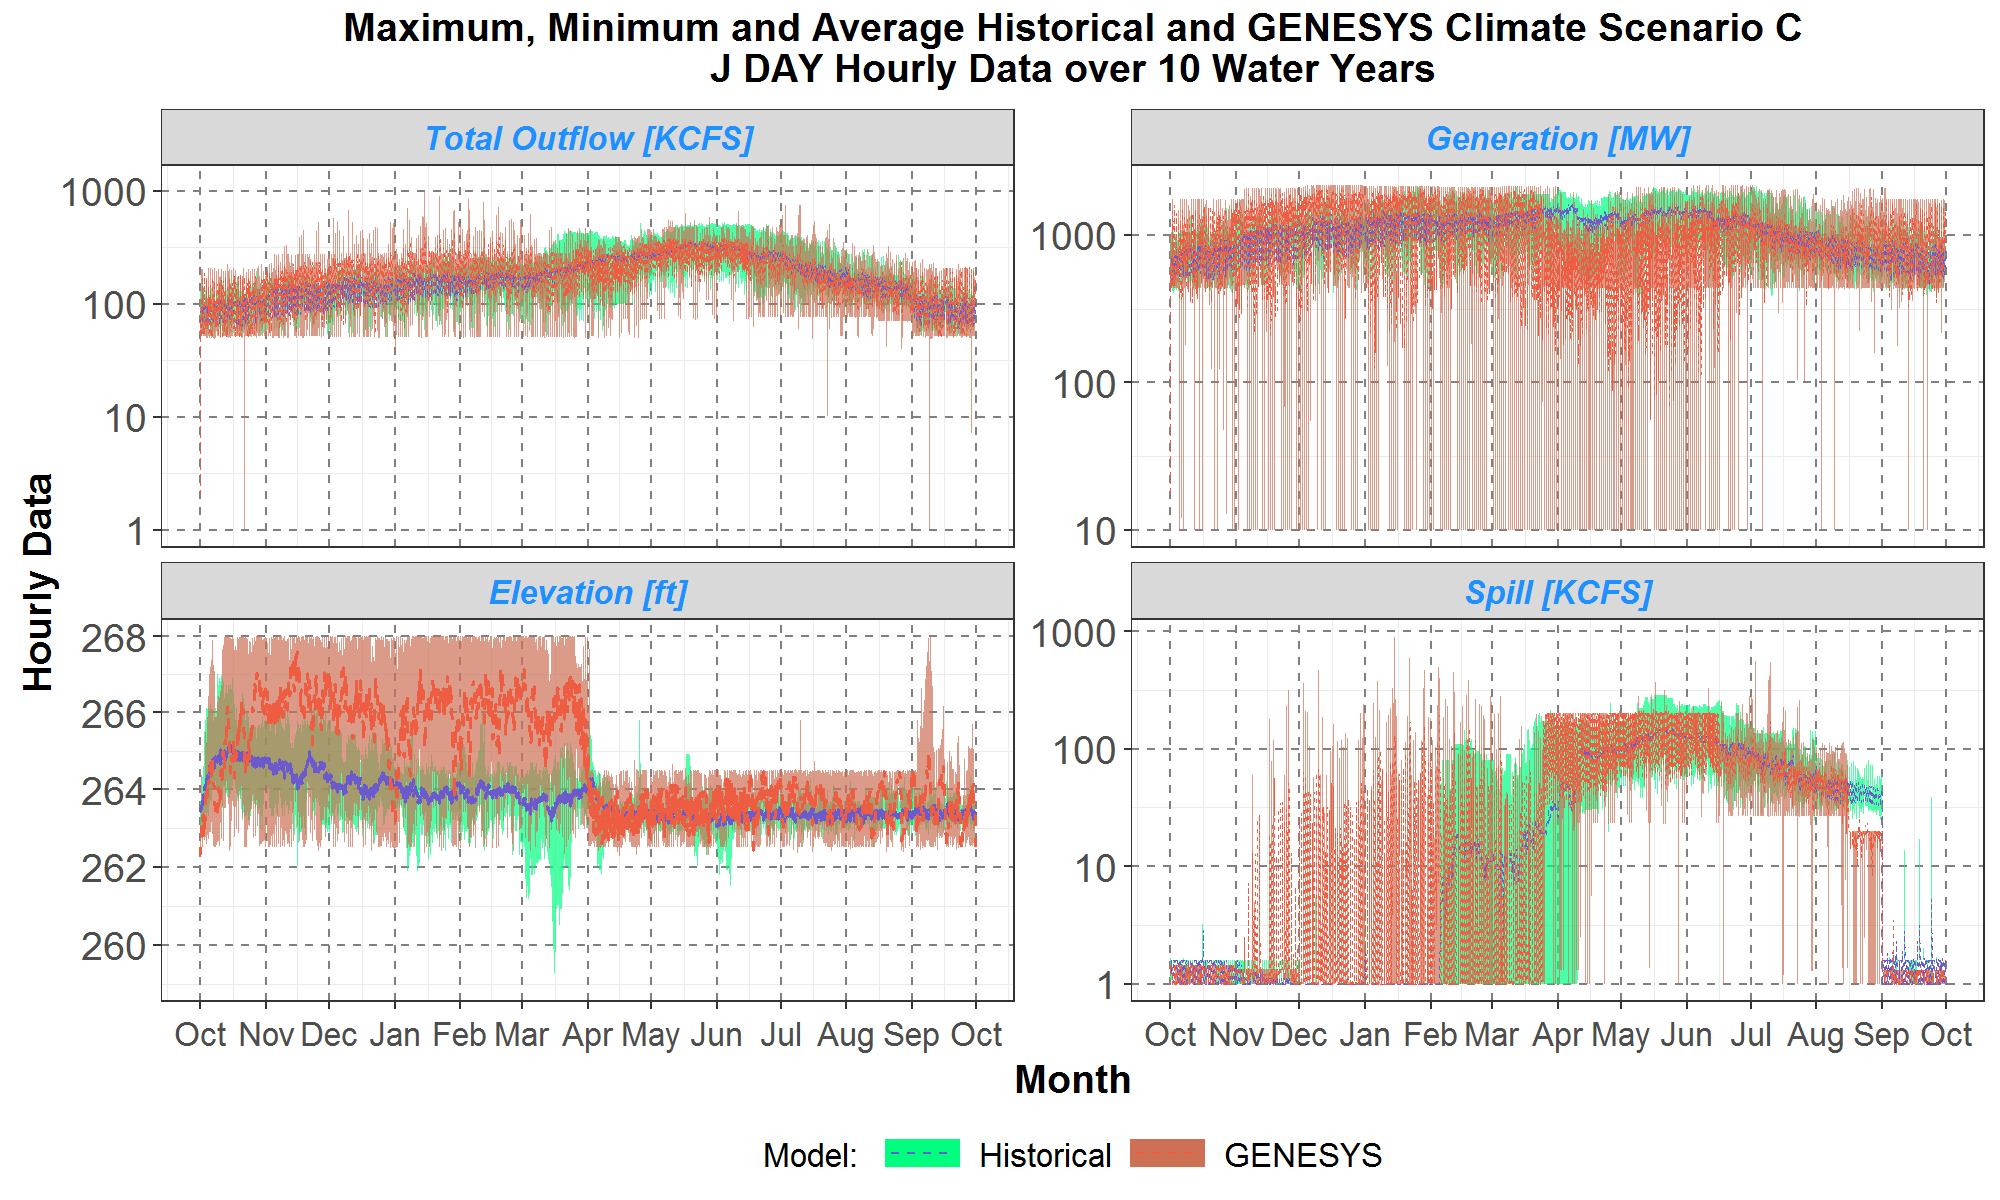 Maximum, Minimum and Average Historical and GENESYS Climate Scenario C
J DAY Hourly Data over 10 Water Years
Total Outflow [KCFS]
1000
100
10
1
Generation [MW]
1000
100
10
Hourly Data
Elevation [ft]
268
266
264
262
260
Spill [KCFS]
1000
100
10
1
Oct Nov Dec Jan Feb Mar Apr May Jun Jul Aug Sep Oct
Oct Nov Dec Jan Feb Mar Apr May Jun Jul Aug Sep Oct
Month
Model: Historical GENESYS